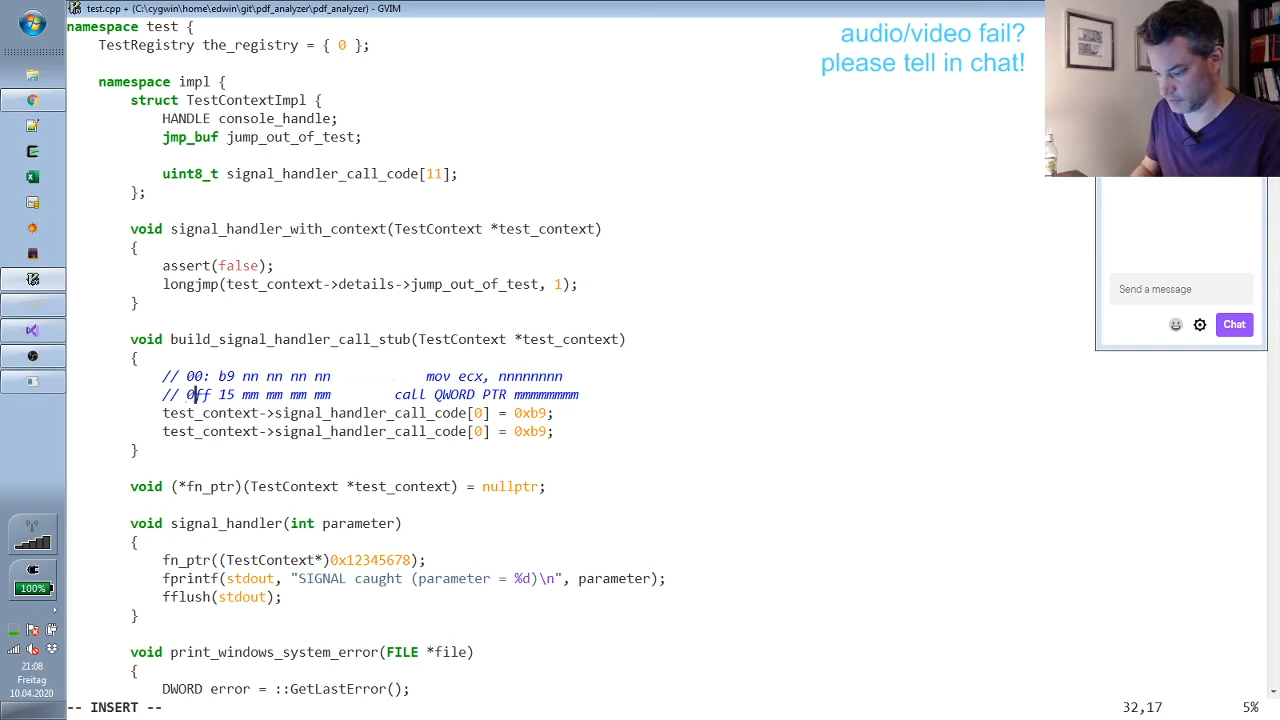 test.cpp + (C:\cygwin\home\edwin\git\pdf_analyzer\pdf_analyzer) - GVIM
namespace test {
TestRegistry the_registry = { 0 };
namespace impl {
struct TestContextImpl {
HANDLE console_handle;
jmp_buf jump_out_of_test;
uint8_t signal_handler_call_code[11];
};
void signal_handler_with_context(TestContext *test_context)
{
assert(false);
longjmp(test_context->details->jump_out_of_test, 1);
}
void build_signal_handler_call_stub(TestContext *test_context)
{
// 00: b9 nn nn nn nn mov ecx, nnnnnnnn
// 0ff 15 mm mm mm mm call QWORD PTR mmmmmmmm
test_context->signal_handler_call_code[0] = 0xb9;
test_context->signal_handler_call_code[0] = 0xb9;
}
void (*fn_ptr)(TestContext *test_context) = nullptr;
void signal_handler(int parameter)
{
fn_ptr((TestContext*)0x12345678);
fprintf(stdout, "SIGNAL caught (parameter = %d)\n", parameter);
fflush(stdout);
}
void print_windows_system_error(FILE *file)
{
DWORD error = ::GetLastError();
-- INSERT --
32,17
5%
audio/video fail?
please tell in chat!
Send a message
Chat
100%
21:08
Freitag
10.04.2020